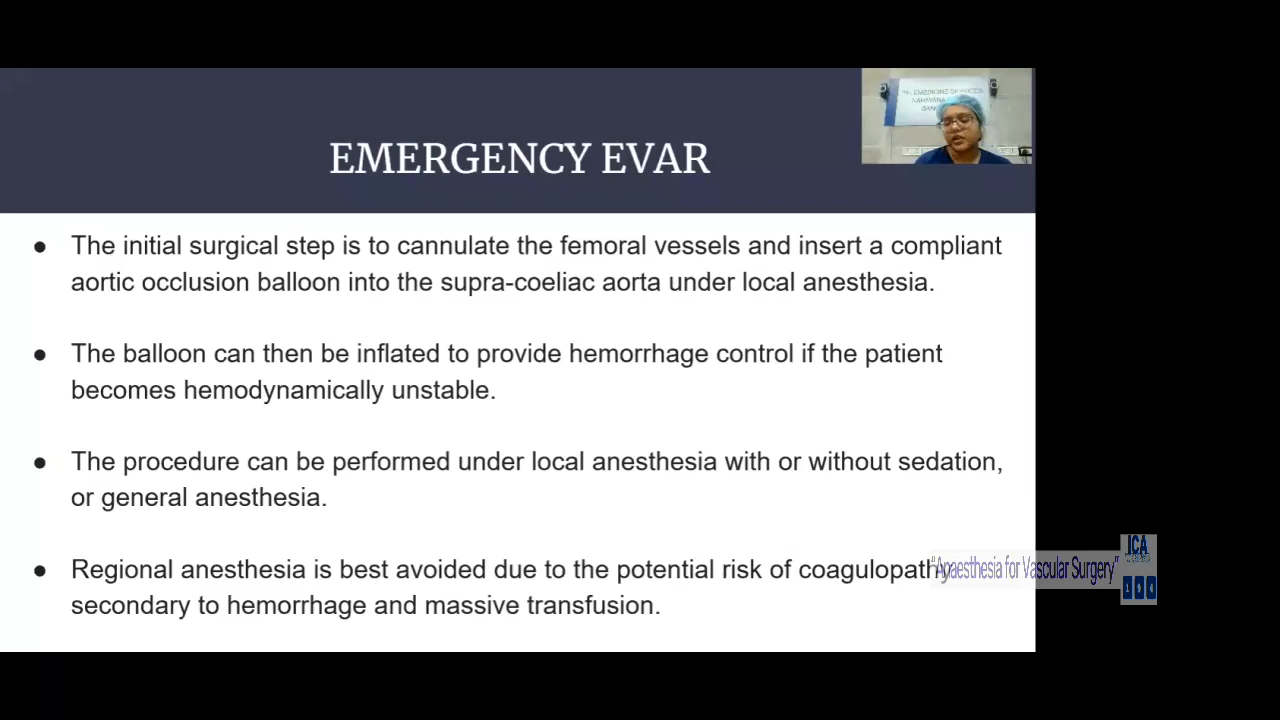 EMERGENCY EVAR
● The initial surgical step is to cannulate the femoral vessels and insert a compliant
aortic occlusion balloon into the supra-coeliac aorta under local anesthesia.
● The balloon can then be inflated to provide hemorrhage control if the patient
becomes hemodynamically unstable.
● The procedure can be performed under local anesthesia with or without sedation,
or general anesthesia.
● Regional anesthesia is best avoided due to the potential risk of coagulopathy
secondary to hemorrhage and massive transfusion.
ICA
"Anaesthesia for Vascular Surgery"